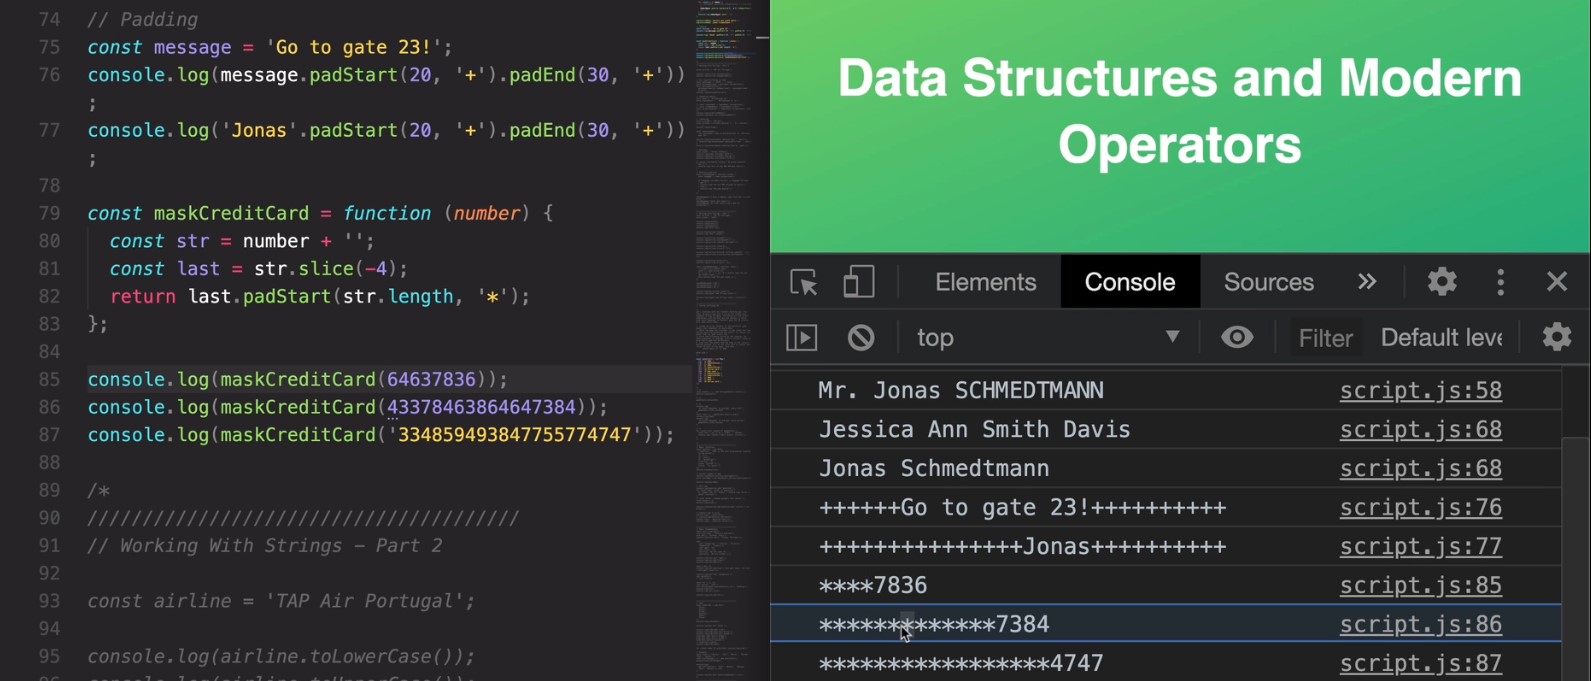 74 // Padding
75 const message = 'Go to gate 23!';
76 console.log(message.padStart(20, '+').padEnd(30, '+'))
;
77 console.log('Jonas'.padStart(20, '+').padEnd(30, '+'))
;
78
79 const maskCreditCard = function (number) {
80 const str = number + '';
81 const last = str.slice(-4);
82 return last.padStart(str.length, '*');
83 };
84
85 console.log(maskCreditCard(64637836));
86 console.log(maskCreditCard(43378463864647384));
87 console.log(maskCreditCard('334859493847755774747'));
88
89 /*
90 ///////////////////////////////////////
91 // Working With Strings - Part 2
92
93 const airline = 'TAP Air Portugal';
94
95 console.log(airline.toLowerCase());
Data Structures and Modern
Operators
Elements Console Sources »
top Filter Default leve
Mr. Jonas SCHMEDTMANN script.js:58
Jessica Ann Smith Davis script.js:68
Jonas Schmedtmann script.js:68
++++++Go to gate 23!++++++++++ script.js:76
+++++++++++++++Jonas++++++++++ script.js:77
****7836 script.js:85
*************7384 script.js:86
*****************4747 script.js:87